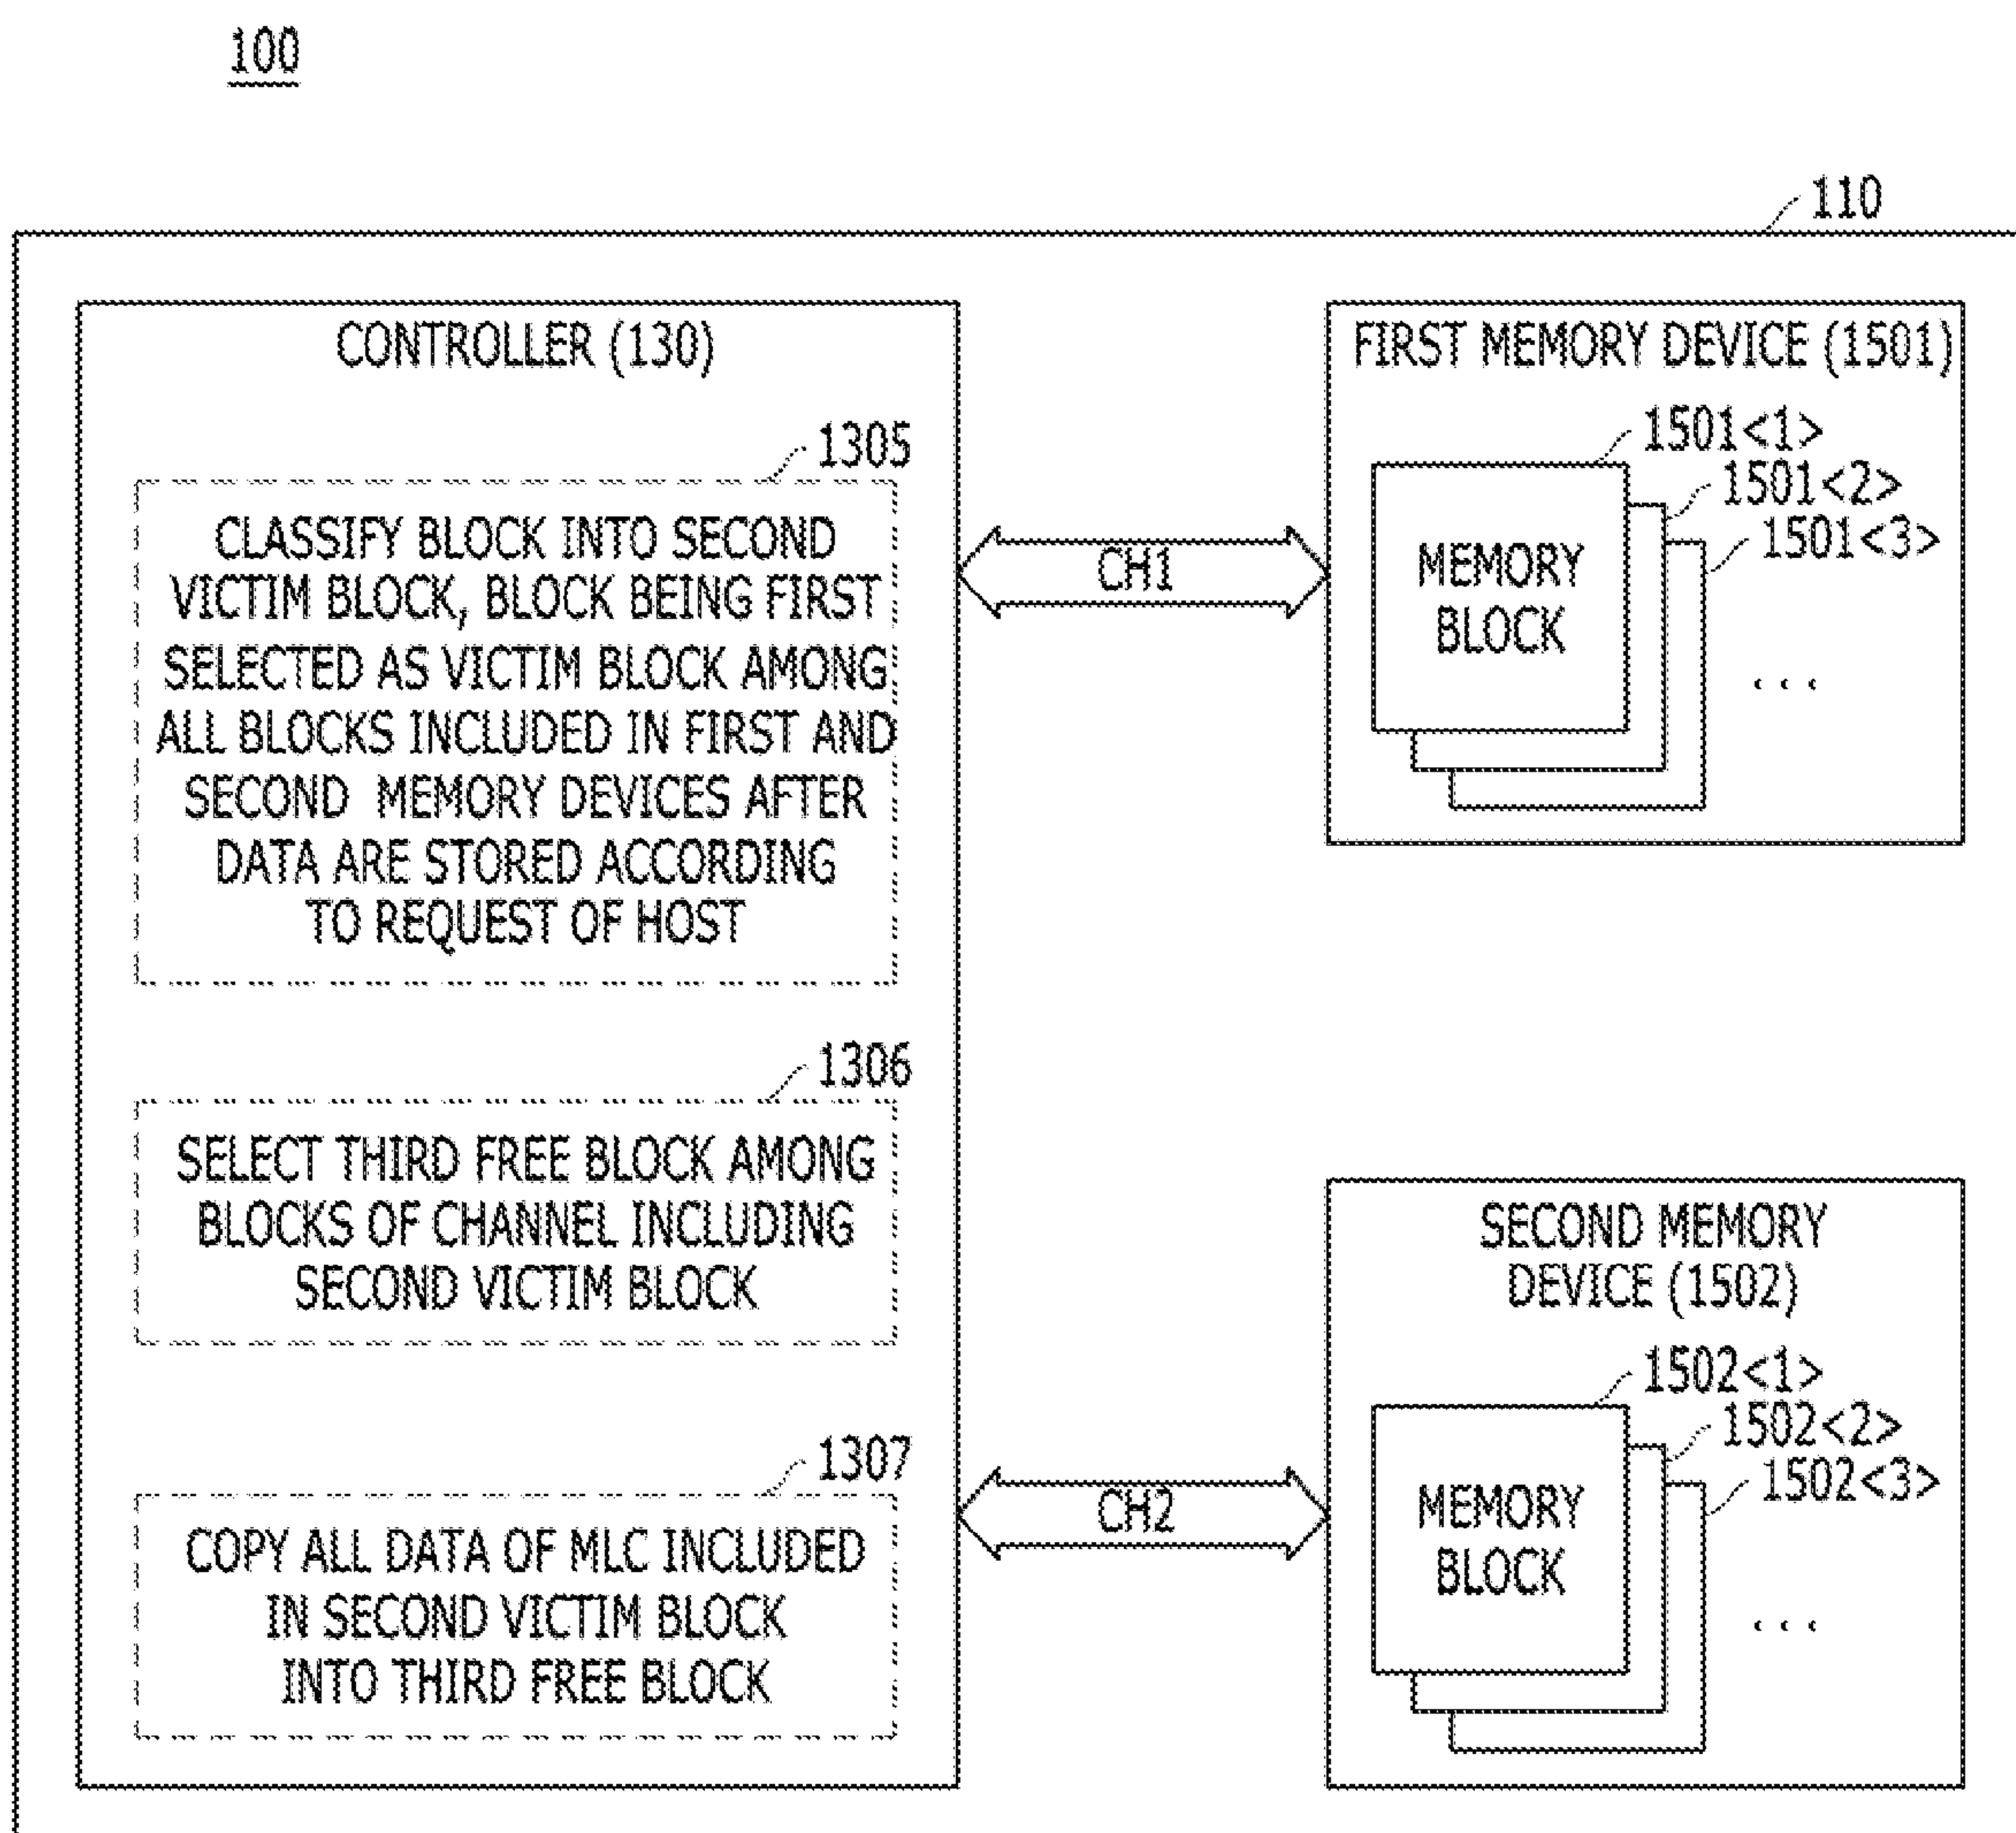 100
110
CONTROLLER (130)
1305
CLASSIFY BLOCK INTO SECOND
VICTIM BLOCK, BLOCK BEING FIRST
SELECTED AS VICTIM BLOCK AMONG
ALL BLOCKS INCLUDED IN FIRST AND
SECOND MEMORY DEVICES AFTER
DATA ARE STORED ACCORDING
TO REQUEST OF HOST
1306
SELECT THIRD FREE BLOCK AMONG
BLOCKS OF CHANNEL INCLUDING
SECOND VICTIM BLOCK
1307
COPY ALL DATA OF MLC INCLUDED
IN SECOND VICTIM BLOCK
INTO THIRD FREE BLOCK
CH1
CH2
FIRST MEMORY DEVICE (1501)
1501<1>
1501<2>
1501<3>
MEMORY
BLOCK
...
SECOND MEMORY
DEVICE (1502)
1502<1>
1502<2>
1502<3>
MEMORY
BLOCK
...